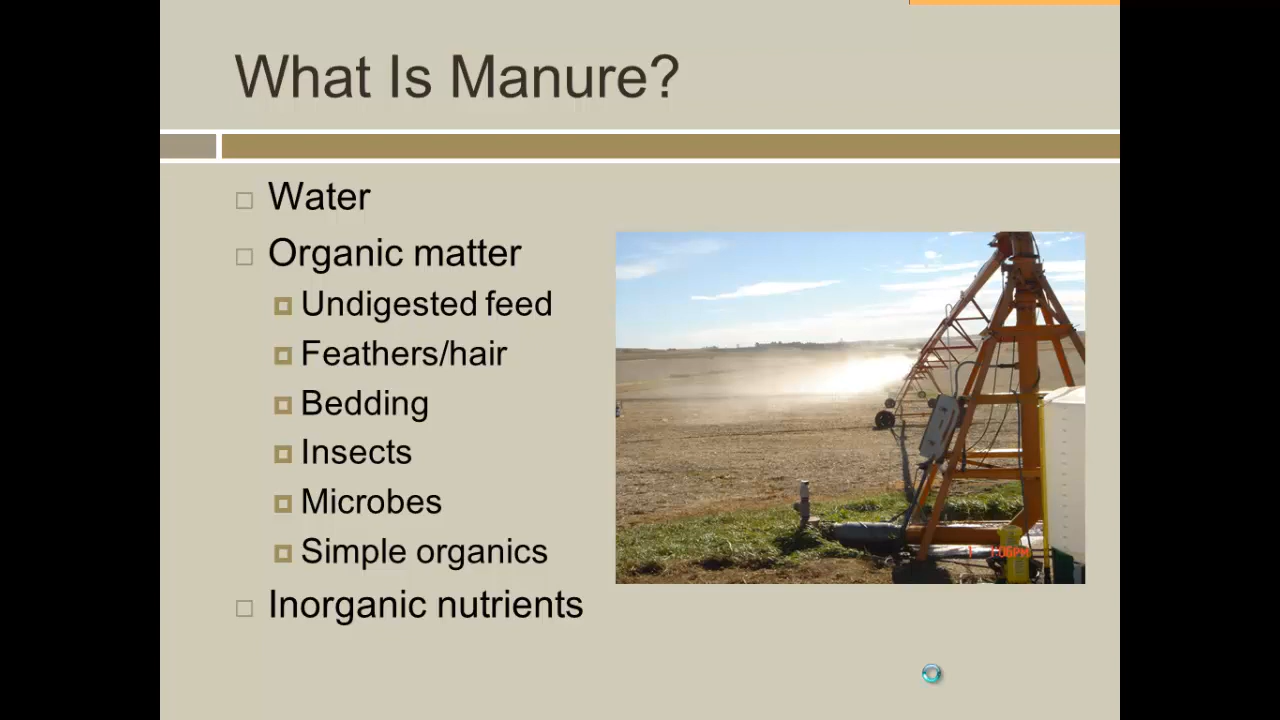 What Is Manure?
Water
Organic matter
Undigested feed
Feathers/hair
Bedding
Insects
Microbes
Simple organics
Inorganic nutrients